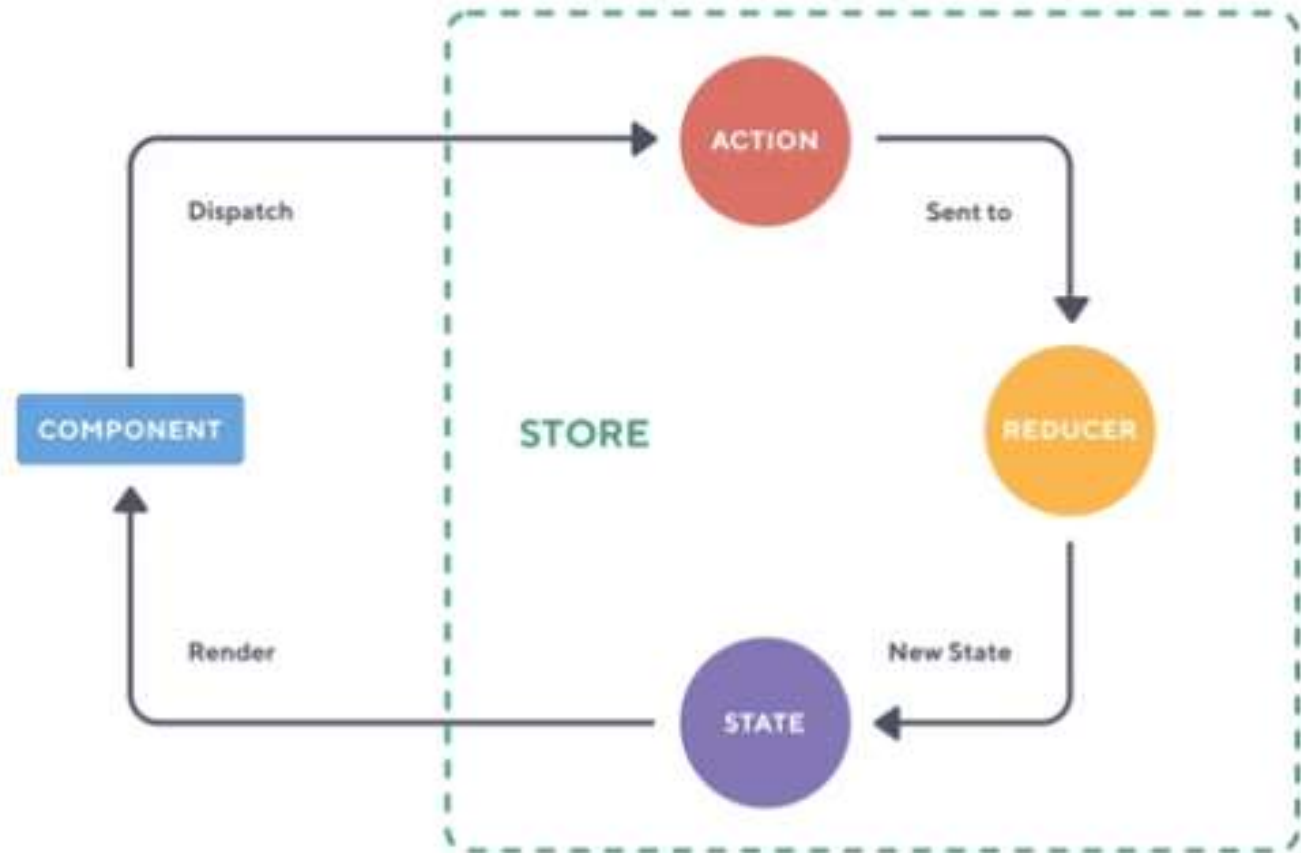 ACTION
Dispatch
Sent to
COMPONENT
STORE
REDUCER
Render
New State
STATE